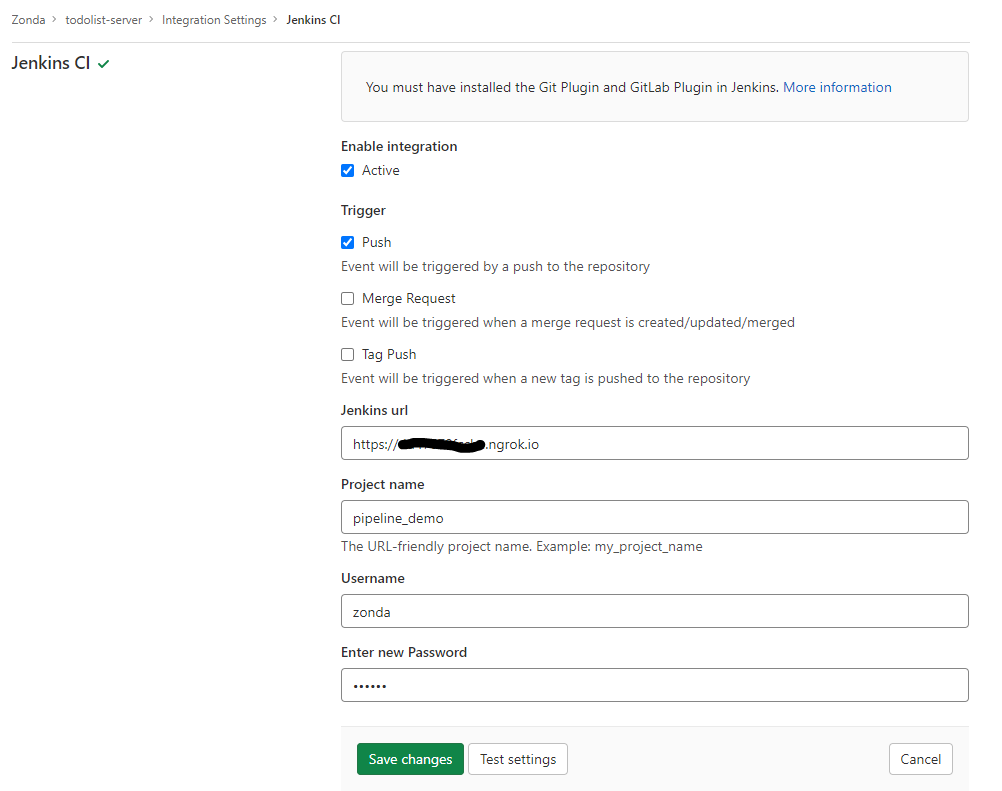 Zonda > todolist-server > Integration Settings > Jenkins CI
Jenkins CI
You must have installed the Git Plugin and GitLab Plugin in Jenkins. More information
Enable integration
Active
Trigger
Push
Event will be triggered by a push to the repository
Merge Request
Event will be triggered when a merge request is created/updated/merged
Tag Push
Event will be triggered when a new tag is pushed to the repository
Jenkins url
https:// .ngrok.io
Project name
pipeline_demo
The URL-friendly project name. Example: my_project_name
Username
zonda
Enter new Password
••••••
Save changes
Test settings
Cancel